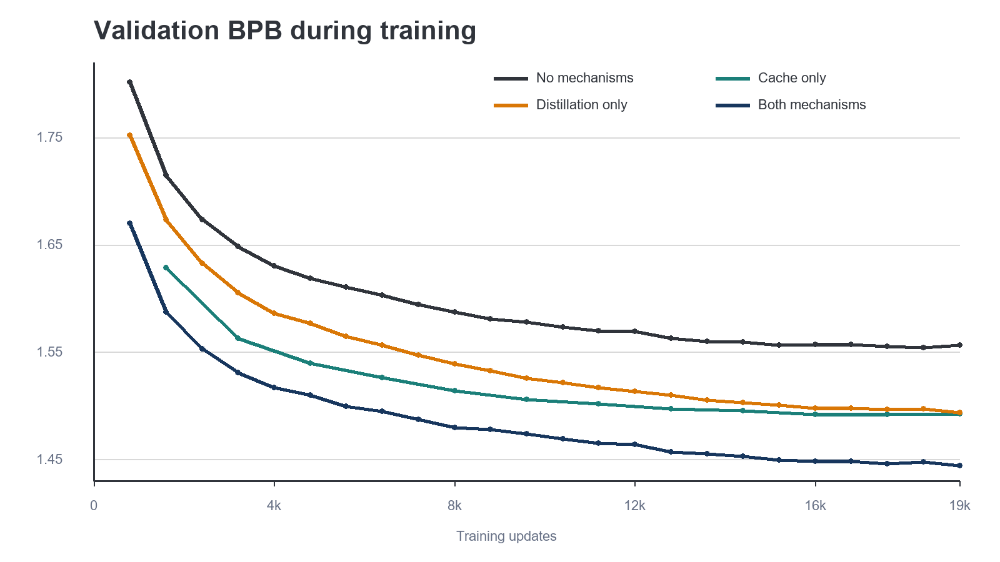 Validation BPB during training
No mechanisms
Cache only
Distillation only
Both mechanisms
1.75
1.65
1.55
1.45
0
4k
8k
12k
16k
19k
Training updates